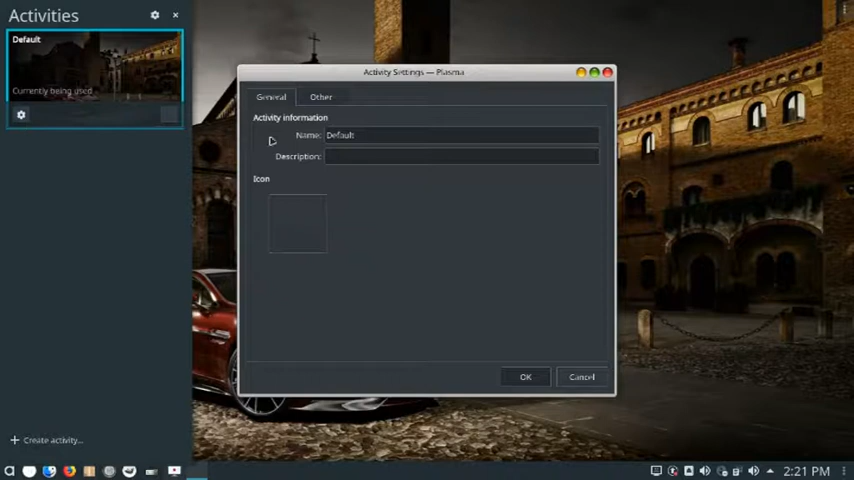 Activities
Default
Currently being used
Activity Settings — Plasma
General Other
Activity information
Name: Default
Description:
Icon
OK Cancel
Create activity...
2:21 PM